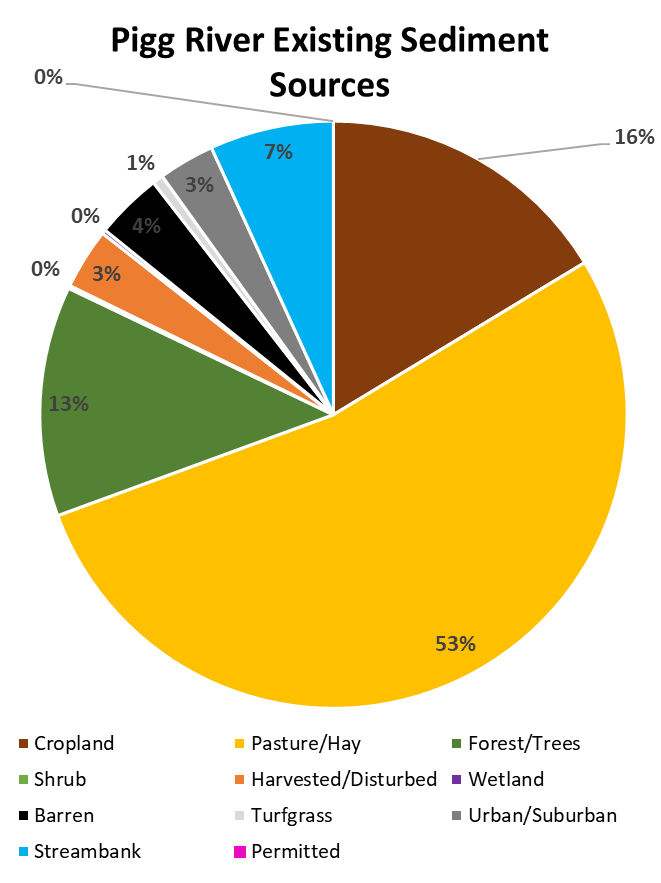 Pigg River Existing Sediment
Sources
0%
16%
7%
1%
3%
4%
0%
0%
3%
13%
53%
Cropland
Pasture/Hay
Forest/Trees
Shrub
Harvested/Disturbed
Wetland
Barren
Turfgrass
Urban/Suburban
Streambank
Permitted